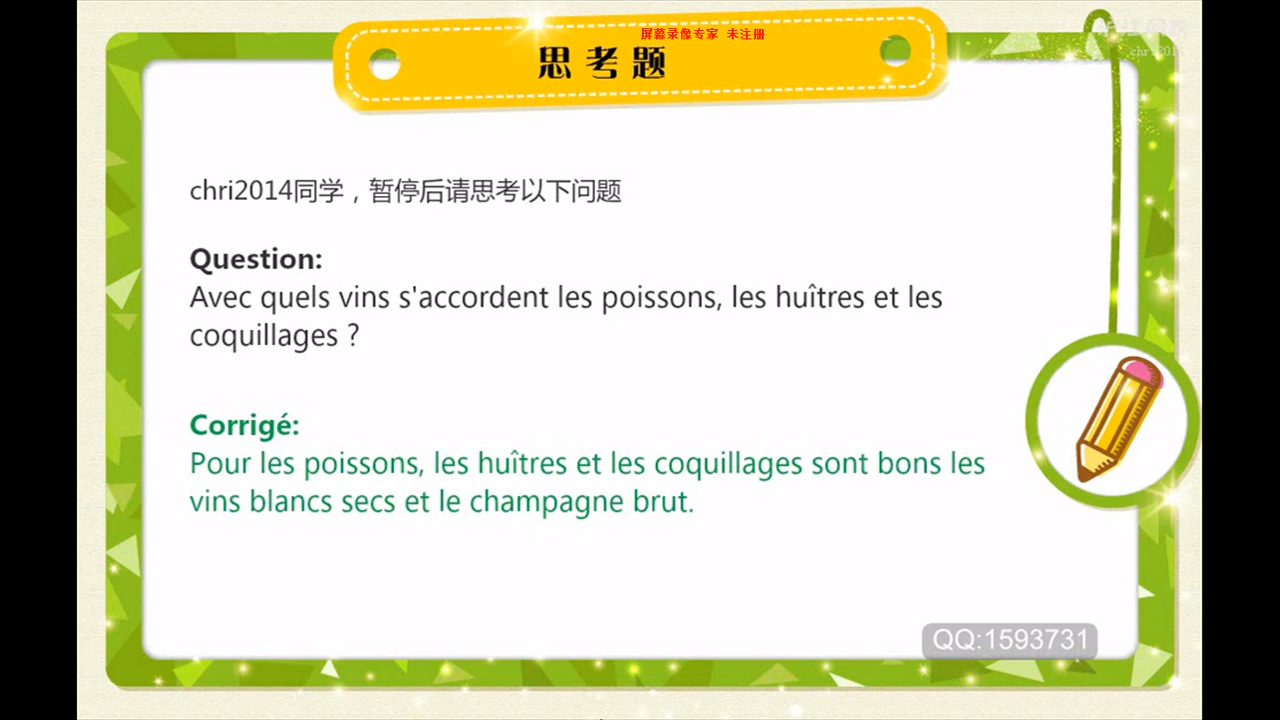 屏幕录像专家 未注册
思考题
chri2014同学，暂停后请思考以下问题
Question:
Avec quels vins s'accordent les poissons, les huîtres et les
coquillages ?
Corrigé:
Pour les poissons, les huîtres et les coquillages sont bons les
vins blancs secs et le champagne brut.
QQ:1593731